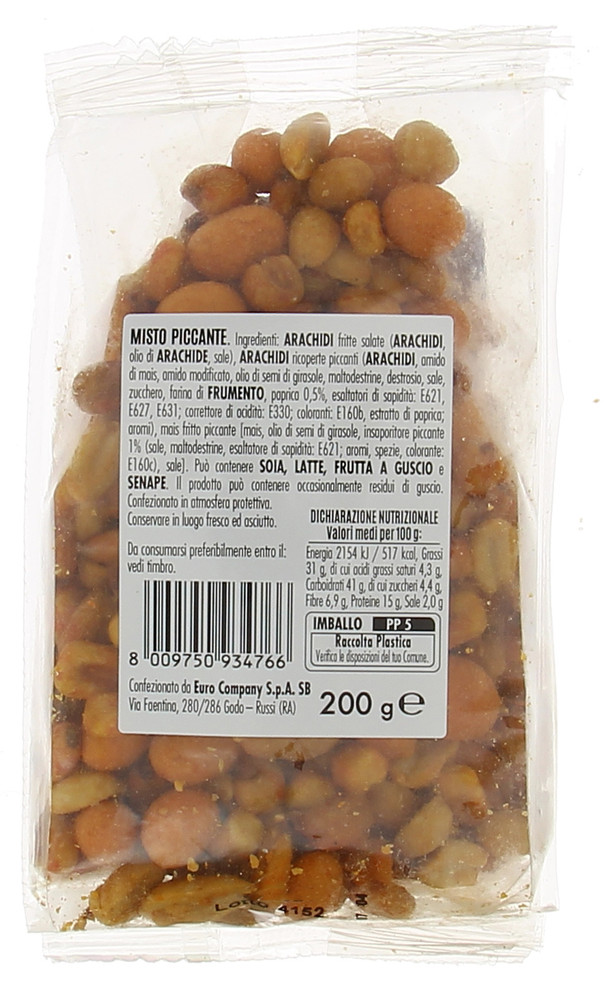 MISTO PICCANTE. Ingredienti: ARACHIDI fritte salate (ARACHIDI,
olio di ARACHIDE, sale), ARACHIDI ricoperte piccanti (ARACHIDI, amido
di mais, amido modificato, olio di semi di girasole, maltodestrine, destrosio, sale,
zucchero, farina di FRUMENTO, paprica 0,5%, esaltatori di sapidità: E621,
E627, E631; correttore di acidità: E330; coloranti: E160b, estratto di paprica;
aromi), mais fritto piccante [mais, olio di semi di girasole, insaporitore piccante
1% (sale, maltodestrine, esaltatore di sapidità: E621; aromi, spezie, colorante:
E160c), sale]. Può contenere SOIA, LATTE, FRUTTA A GUSCIO e
SENAPE. Il prodotto può contenere occasionalmente residui di guscio.
Confezionato in atmosfera protettiva.
Conservare in luogo fresco ed asciutto.
Da consumarsi preferibilmente entro il:
vedi timbro.
DICHIARAZIONE NUTRIZIONALE
Valori medi per 100 g:
Energia 2154 kJ / 517 kcal, Grassi
31 g, di cui acidi grassi saturi 4,3 g,
Carboidrati 41 g, di cui zuccheri 4,4 g,
Fibre 6,9 g, Proteine 15 g, Sale 2,0 g
IMBALLO PP 5
Raccolta Plastica
Verifica le disposizioni del tuo Comune.
8 009750 934766
Confezionato da Euro Company S.p.A. SB
Via Faentina, 280/286 Godo – Russi (RA)
200 g e
Lotto 4152